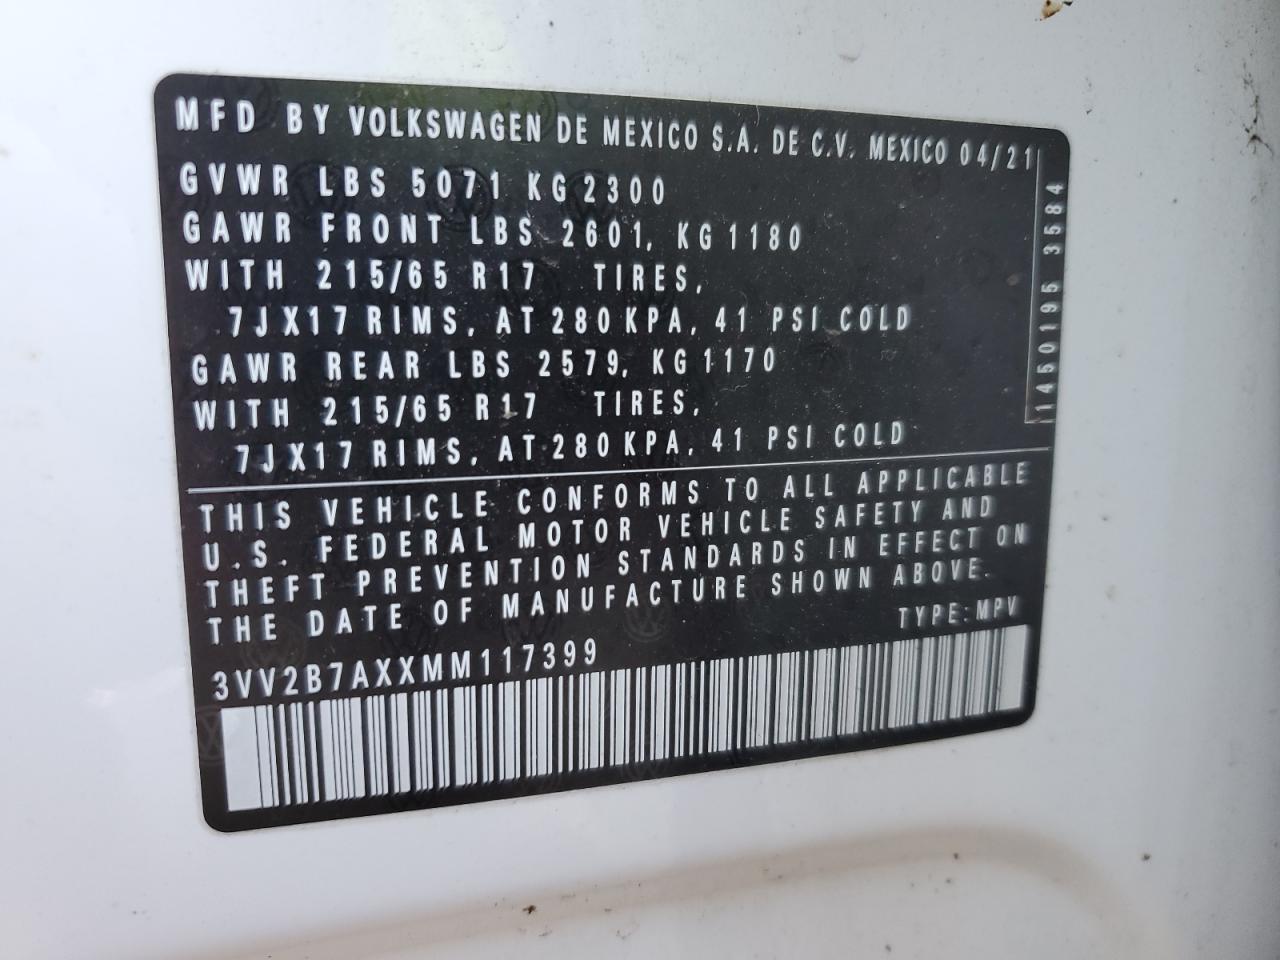 MFD BY VOLKSWAGEN DE MEXICO S.A. DE C.V. MEXICO 04/21
GVWR LBS 5071 KG 2300
GAWR FRONT LBS 2601, KG 1180
WITH 215/65 R17 TIRES,
7JX17 RIMS, AT 280 KPA, 41 PSI COLD
GAWR REAR LBS 2579, KG 1170
WITH 215/65 R17 TIRES,
7JX17 RIMS, AT 280 KPA, 41 PSI COLD
1450195 3584
THIS VEHICLE CONFORMS TO ALL APPLICABLE
U.S. FEDERAL MOTOR VEHICLE SAFETY AND
THEFT PREVENTION STANDARDS IN EFFECT ON
THE DATE OF MANUFACTURE SHOWN ABOVE.
TYPE: MPV
3VV2B7AXXMM117399